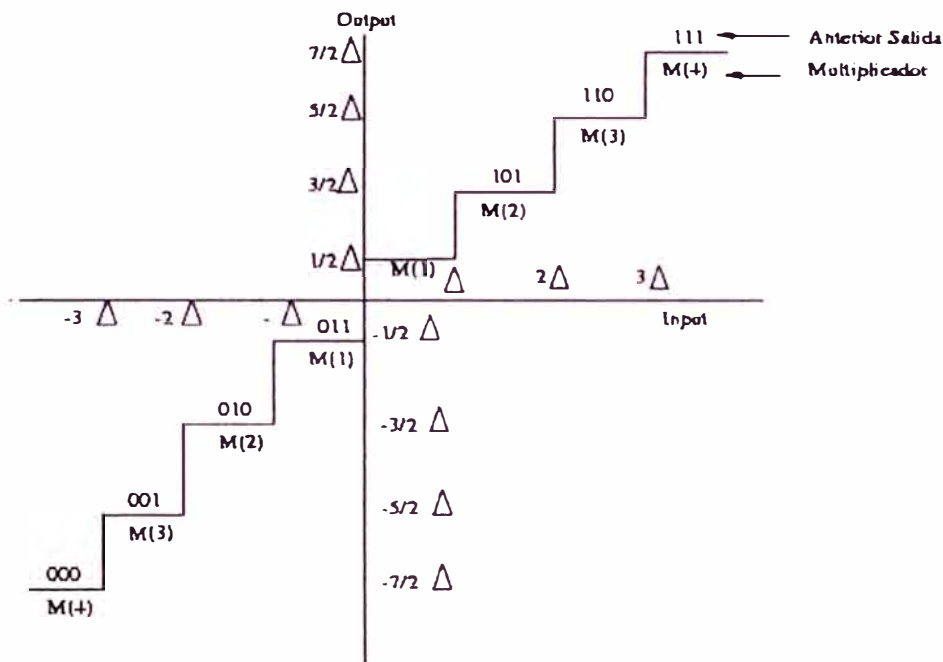 Output
7/2 △
111
Anterior Salida
M(4)
Multiplicador
5/2 △
110
M(3)
3/2 △
101
M(2)
1/2 △
M(1)
△
2 △
3 △
-3 △
-2 △
- △
Input
011
-1/2 △
M(1)
010
-3/2 △
M(2)
001
-5/2 △
M(3)
000
-7/2 △
M(4)